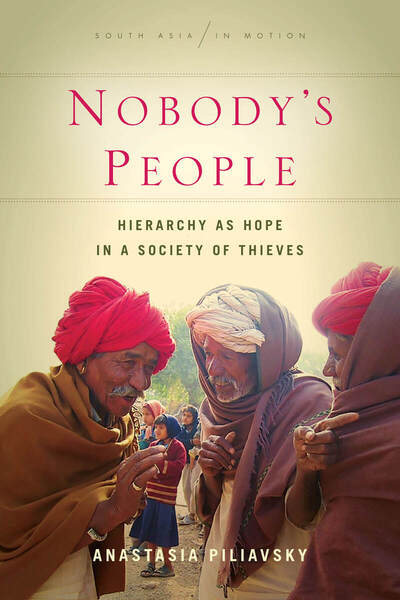 SOUTH ASIA / IN MOTION
NOBODY'S
PEOPLE
HIERARCHY AS HOPE
IN A SOCIETY OF THIEVES
ANASTASIA PILIAVSKY